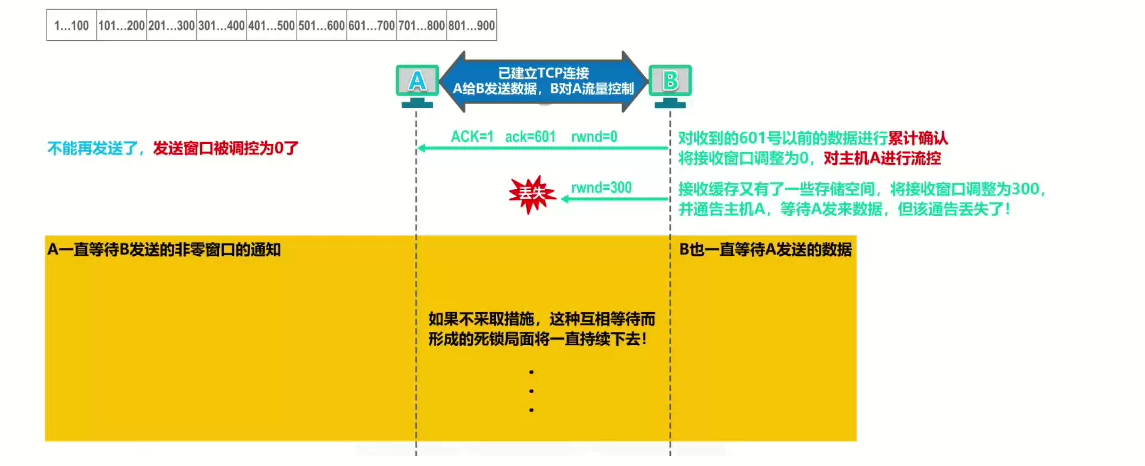 1...100 101...200 201...300 301...400 401...500 501...600 601...700 701...800 801...900
已建立TCP连接
A给B发送数据，B对A流量控制
A
B
不能再发送了，发送窗口被调控为0了
ACK=1 ack=601 rwnd=0
对收到的601号以前的数据进行累计确认
将接收窗口调整为0，对主机A进行流控
丢失
rwnd=300
接收缓存又有了一些存储空间，将接收窗口调整为300，
并通告主机A，等待A发来数据，但该通告丢失了！
A一直等待B发送的非零窗口的通知
B也一直等待A发送的数据
如果不采取措施，这种互相等待而
形成的死锁局面将一直持续下去！